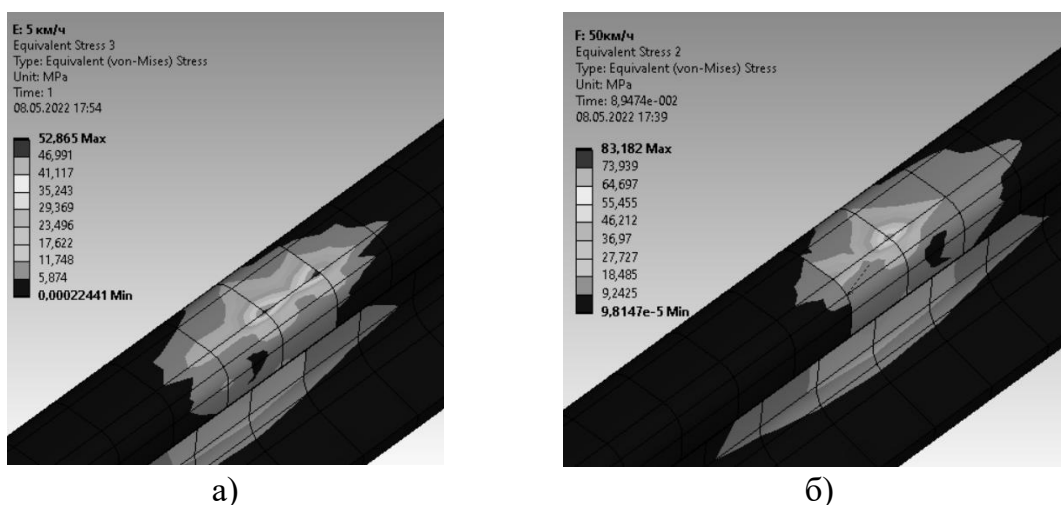 E: 5 км/ч
Equivalent Stress 3
Type: Equivalent (von-Mises) Stress
Unit: MPa
Time: 1
08.05.2022 17:54
52,865 Max
46,991
41,117
35,243
29,369
23,496
17,622
11,748
5,874
0,00022441 Min
а)
F: 50км/ч
Equivalent Stress 2
Type: Equivalent (von-Mises) Stress
Unit: MPa
Time: 8,9474e-002
08.05.2022 17:39
83,182 Max
73,939
64,697
55,455
46,212
36,97
27,727
18,485
9,2425
9,8147e-5 Min
б)